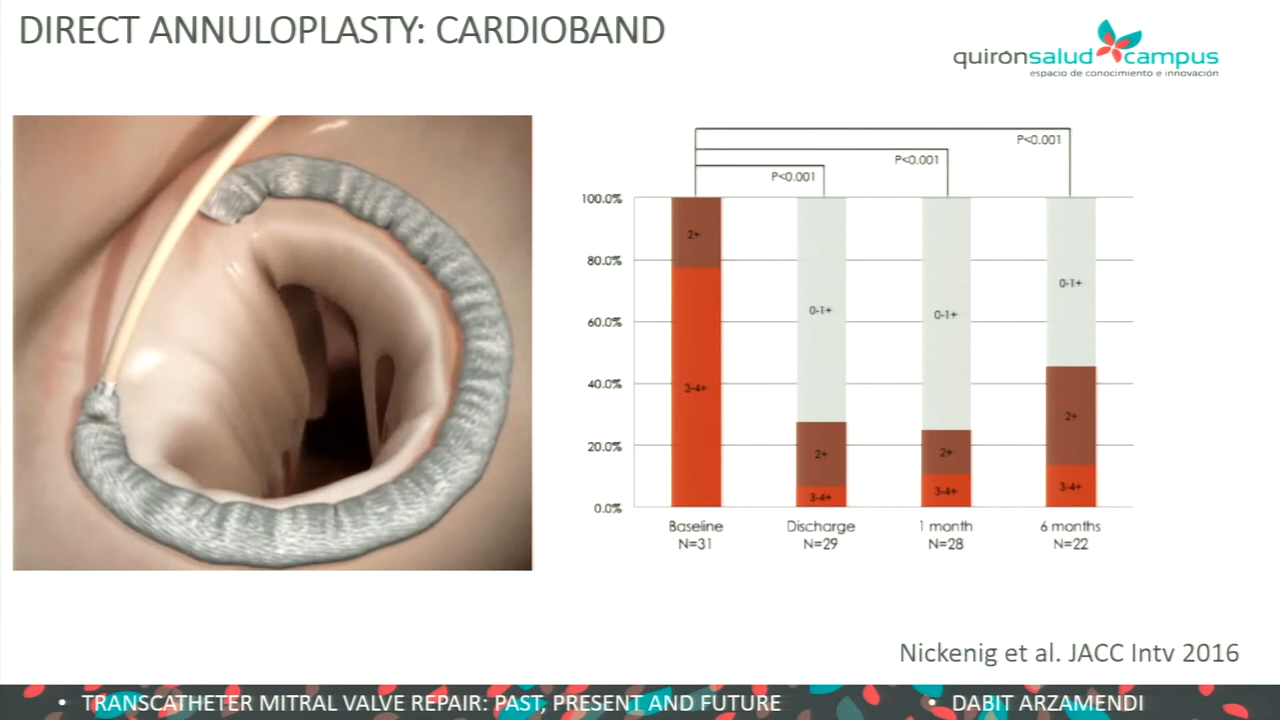 DIRECT ANNULOPLASTY: CARDIOBAND
quirónsalud campus
espacio de conocimiento e innovación
P<0.001
P<0.001
P<0.001
100.0%
80.0%
60.0%
40.0%
20.0%
0.0%
2+
3-4+
0-1+
2+
3-4+
0-1+
2+
3-4+
0-1+
2+
3-4+
Baseline
N=31
Discharge
N=29
1 month
N=28
6 months
N=22
Nickenig et al. JACC Intv 2016
• TRANSCATHETER MITRAL VALVE REPAIR: PAST, PRESENT AND FUTURE
• DABIT ARZAMENDI